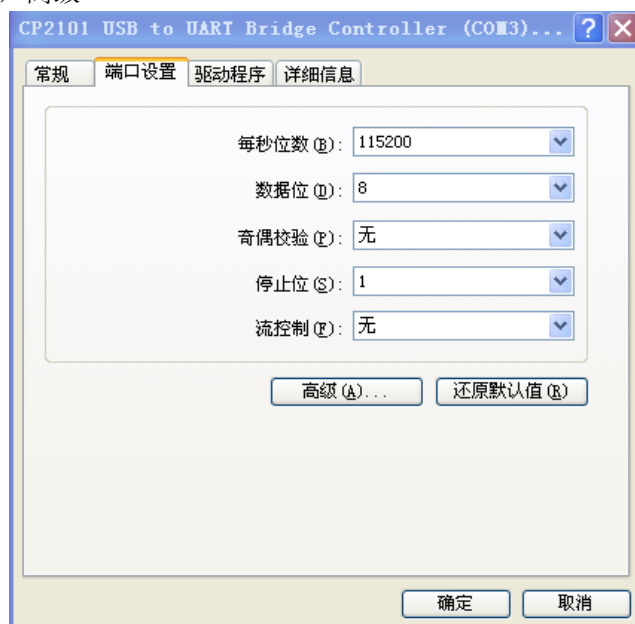 CP2101 USB to UART Bridge Controller (COM3)...
常规 端口设置 驱动程序 详细信息
每秒位数(B): 115200
数据位(D): 8
奇偶校验(P): 无
停止位(S): 1
流控制(F): 无
高级(A)... 还原默认值(R)
确定 取消